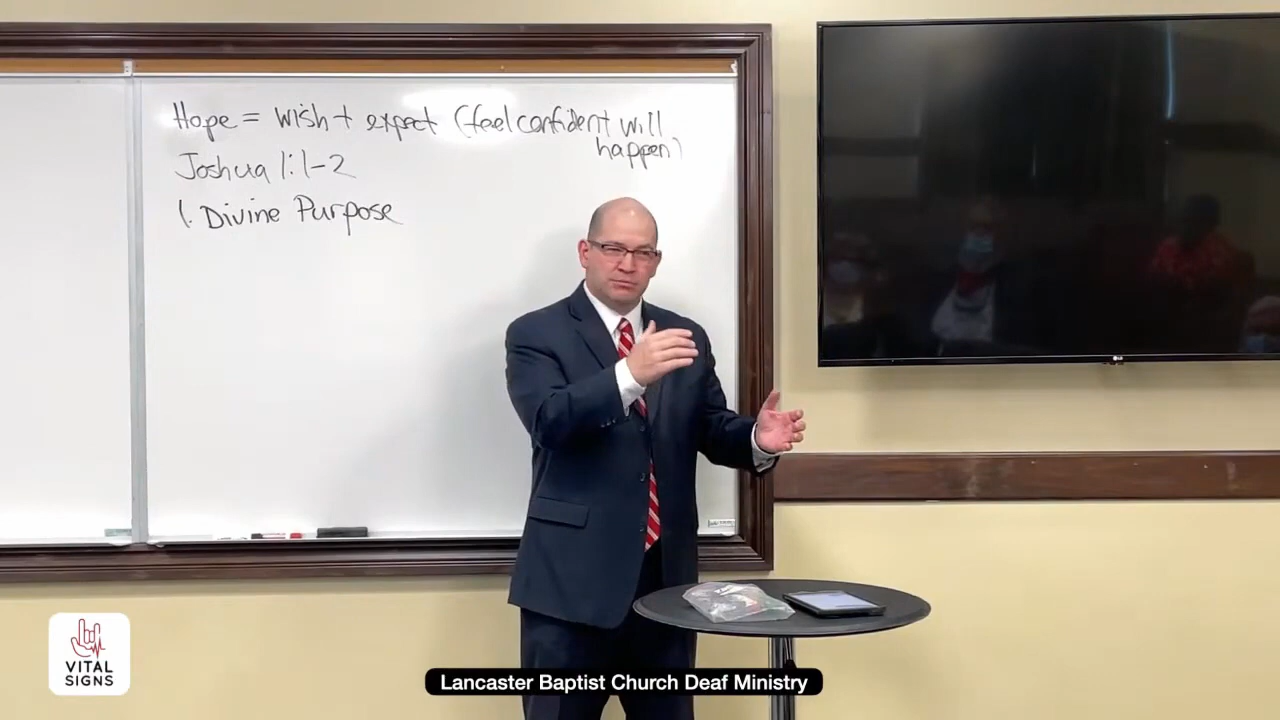 Hope = wish + expect (feel confident will
happen)
Joshua 1:1-2
1. Divine Purpose
LG
VITAL
SIGNS
Lancaster Baptist Church Deaf Ministry